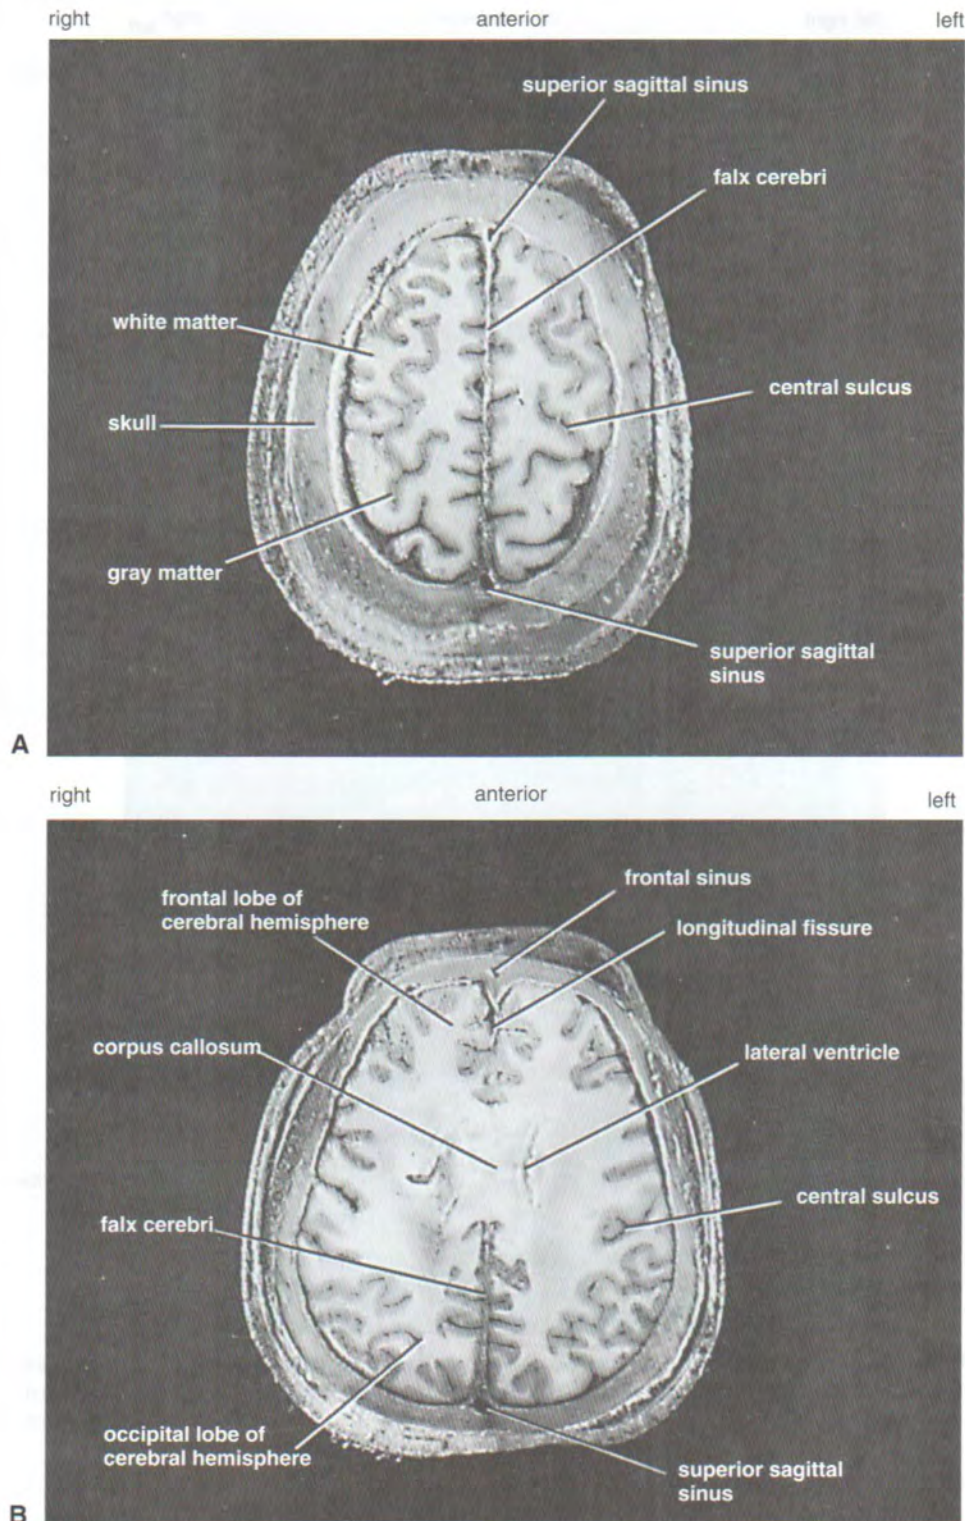 right
anterior
left
superior sagittal sinus
falx cerebri
white matter
central sulcus
skull
gray matter
superior sagittal
sinus
A
right
anterior
left
frontal sinus
frontal lobe of
cerebral hemisphere
longitudinal fissure
corpus callosum
lateral ventricle
central sulcus
falx cerebri
occipital lobe of
cerebral hemisphere
superior sagittal
sinus
B